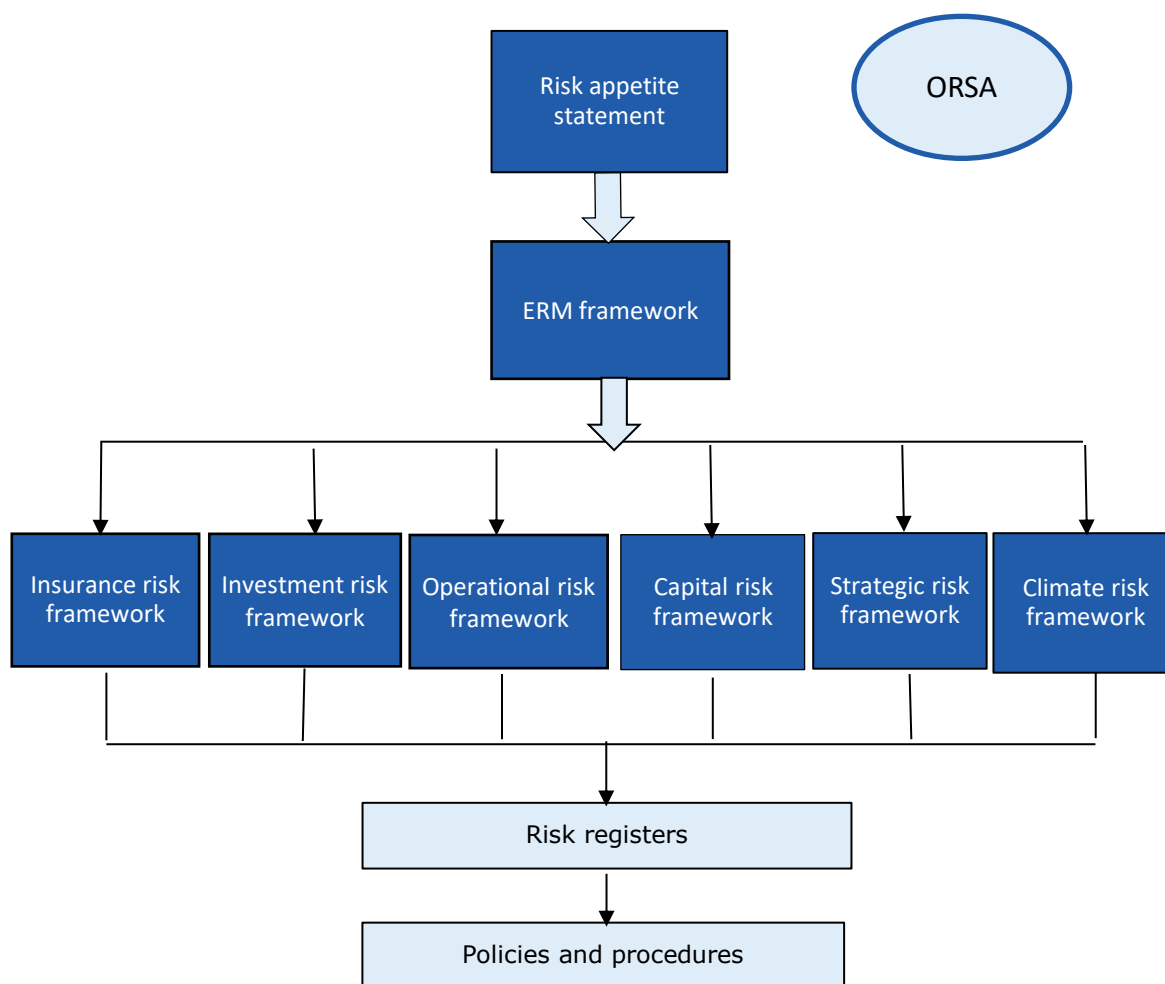 Risk appetite
statement
ORSA
ERM framework
Insurance risk
framework
Investment risk
framework
Operational risk
framework
Capital risk
framework
Strategic risk
framework
Climate risk
framework
Risk registers
Policies and procedures